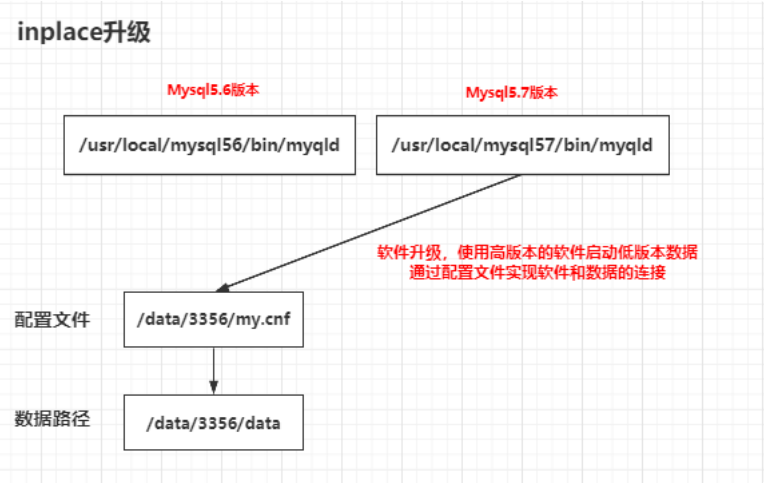 inplace升级
Mysql5.6版本
Mysql5.7版本
/usr/local/mysql56/bin/myqld
/usr/local/mysql57/bin/myqld
软件升级，使用高版本的软件启动低版本数据
通过配置文件实现软件和数据的连接
配置文件
/data/3356/my.cnf
数据路径
/data/3356/data